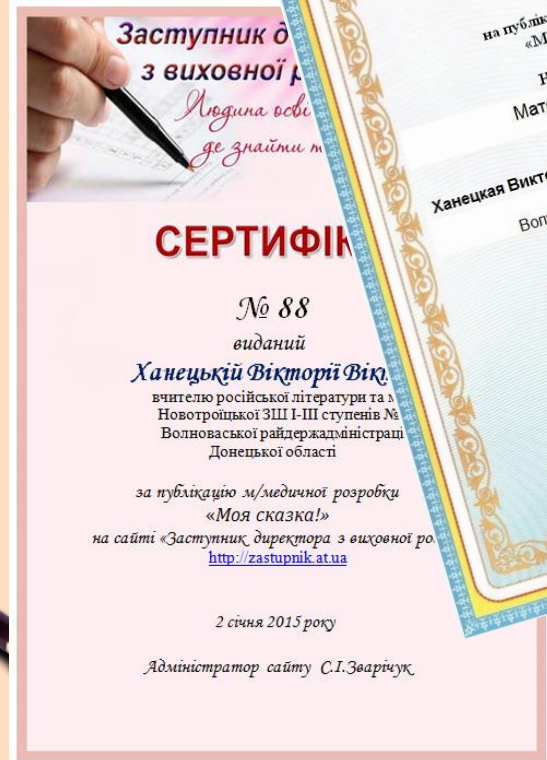 Заступник д
з виховної р
Людина осві
де знайти т
СЕРТИФІК
№ 88
виданий
Ханецькій Вікторії Вікт
вчителю російської літератури та м
Новотроїцької ЗШ І-ІІІ ступенів №
Волноваської райдержадміністраці
Донецької області
за публікацію м/медичної розробки
«Моя сказка!»
на сайті «Заступник директора з виховної ро
http://zastupnik.at.ua
2 січня 2015 року
Адміністратор сайту С.І.Зварічук
на публик
«М
Н
Мат
Ханецкая Викто
Вол